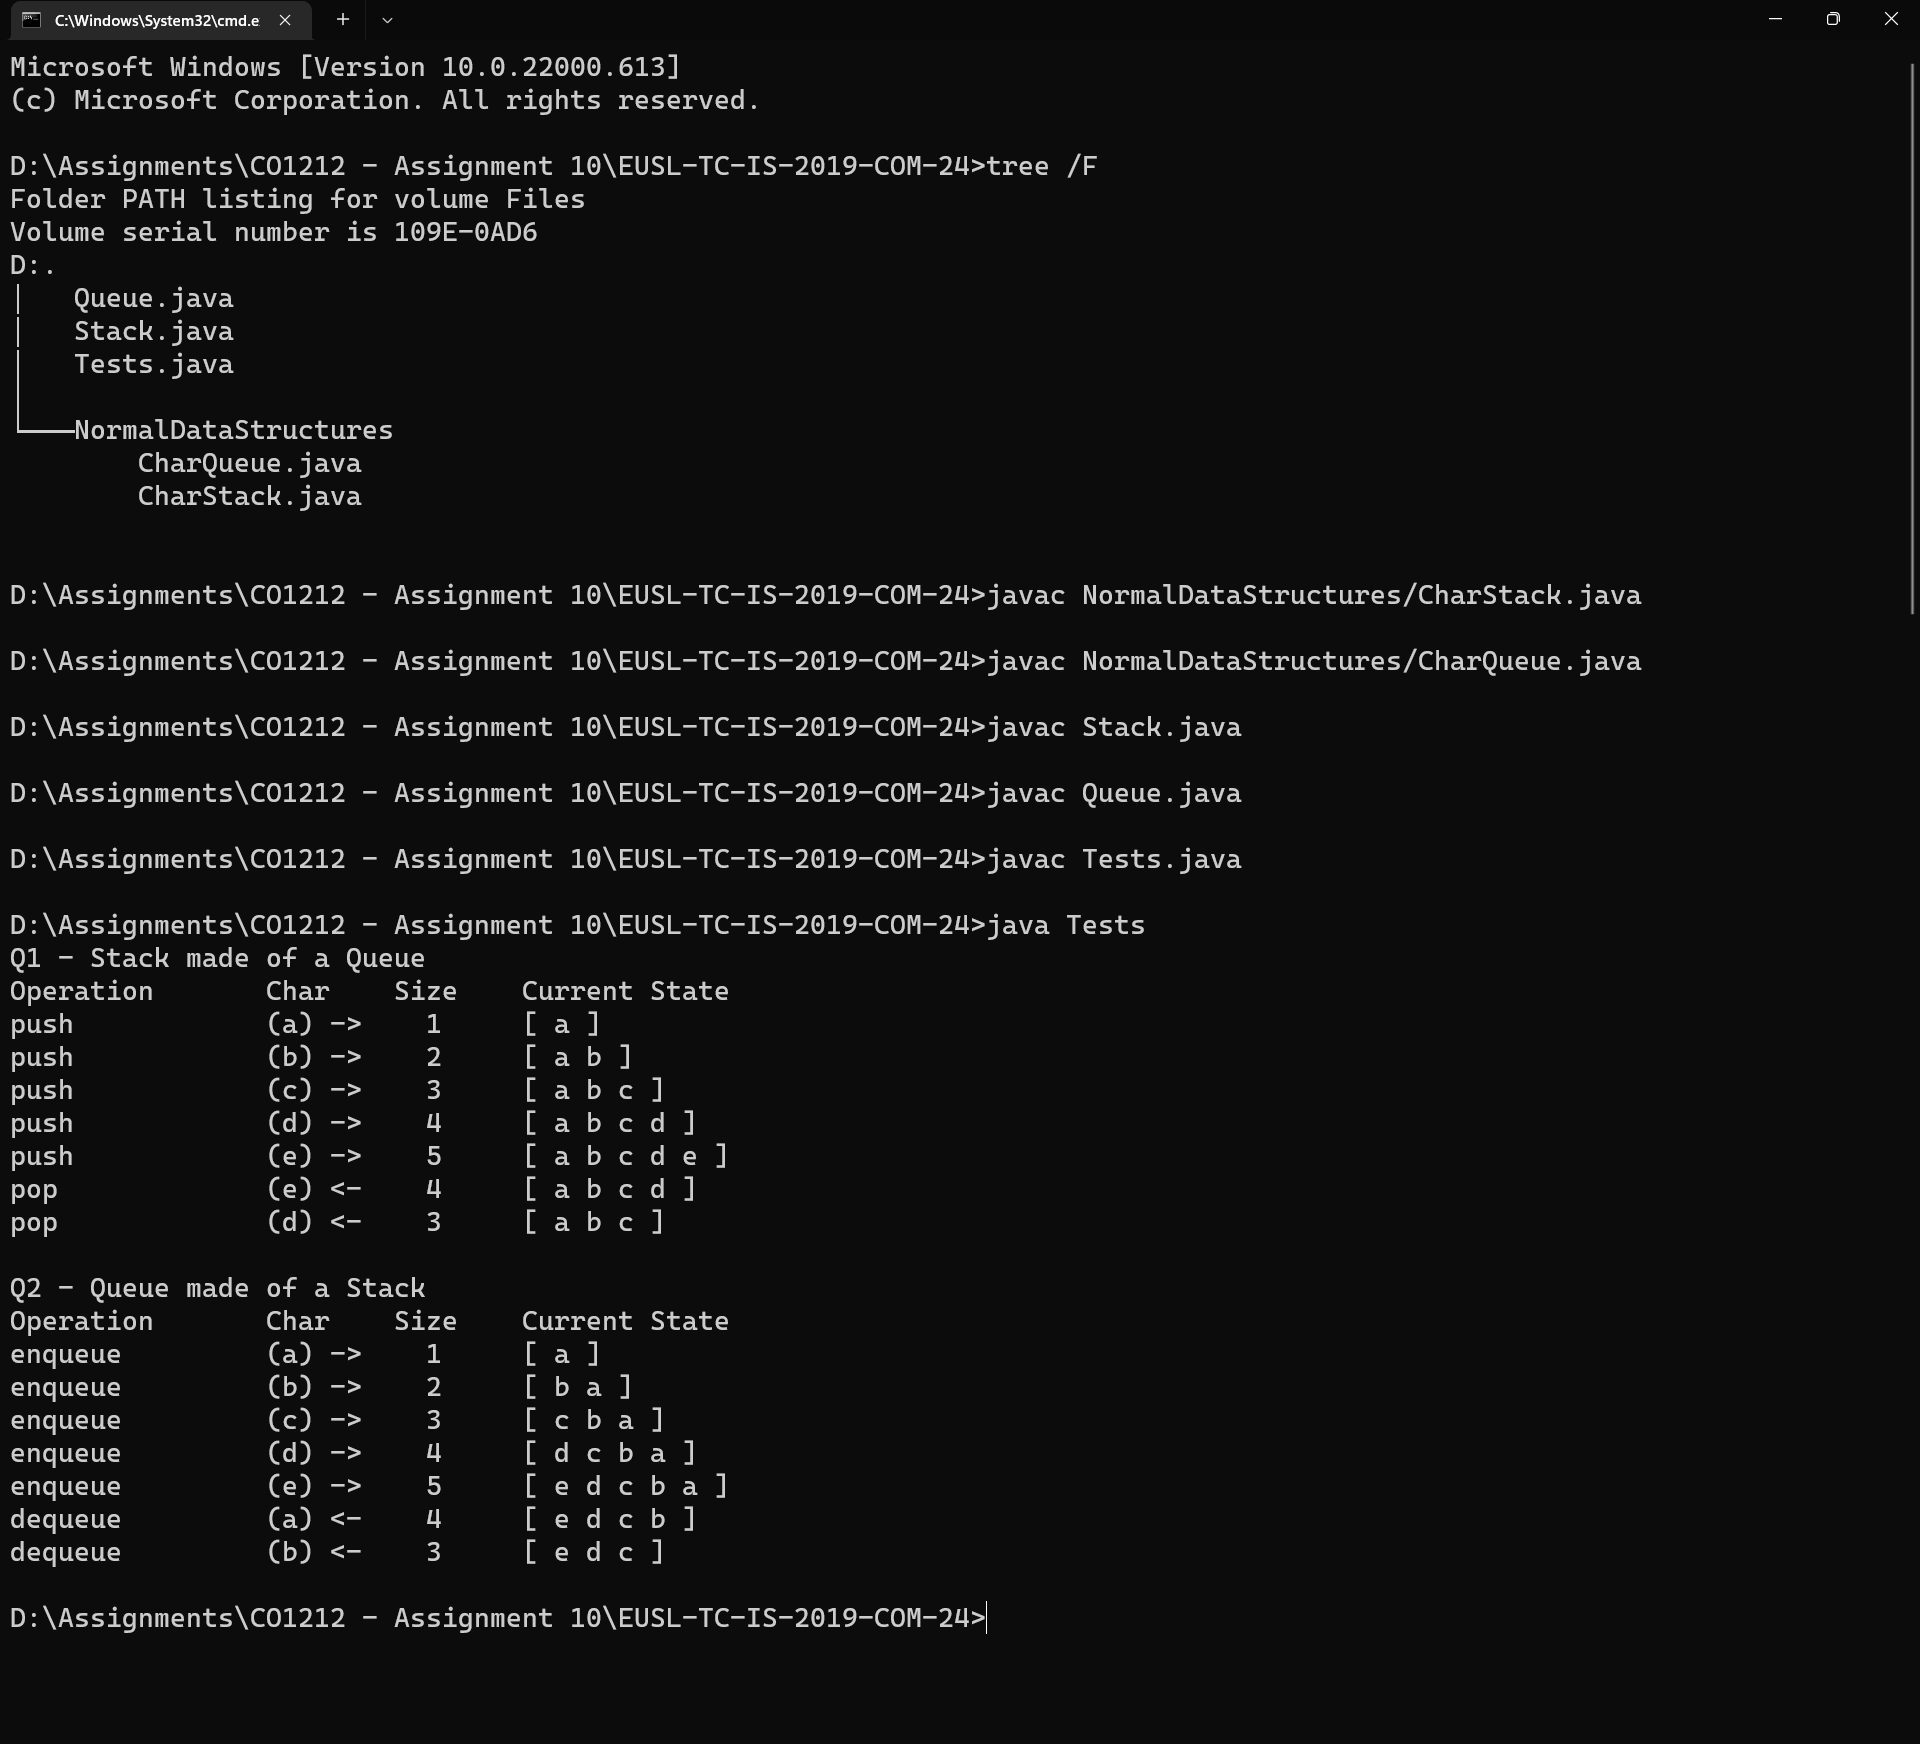 C:\Windows\System32\cmd.e
Microsoft Windows [Version 10.0.22000.613]
(c) Microsoft Corporation. All rights reserved.
D:\Assignments\CO1212 - Assignment 10\EUSL-TC-IS-2019-COM-24>tree /F
Folder PATH listing for volume Files
Volume serial number is 109E-0AD6
D:.
│   Queue.java
│   Stack.java
│   Tests.java
│
└───NormalDataStructures
        CharQueue.java
        CharStack.java
D:\Assignments\CO1212 - Assignment 10\EUSL-TC-IS-2019-COM-24>javac NormalDataStructures/CharStack.java
D:\Assignments\CO1212 - Assignment 10\EUSL-TC-IS-2019-COM-24>javac NormalDataStructures/CharQueue.java
D:\Assignments\CO1212 - Assignment 10\EUSL-TC-IS-2019-COM-24>javac Stack.java
D:\Assignments\CO1212 - Assignment 10\EUSL-TC-IS-2019-COM-24>javac Queue.java
D:\Assignments\CO1212 - Assignment 10\EUSL-TC-IS-2019-COM-24>javac Tests.java
D:\Assignments\CO1212 - Assignment 10\EUSL-TC-IS-2019-COM-24>java Tests
Q1 - Stack made of a Queue
Operation       Char    Size    Current State
push            (a) ->    1     [ a ]
push            (b) ->    2     [ a b ]
push            (c) ->    3     [ a b c ]
push            (d) ->    4     [ a b c d ]
push            (e) ->    5     [ a b c d e ]
pop             (e) <-    4     [ a b c d ]
pop             (d) <-    3     [ a b c ]
Q2 - Queue made of a Stack
Operation       Char    Size    Current State
enqueue         (a) ->    1     [ a ]
enqueue         (b) ->    2     [ b a ]
enqueue         (c) ->    3     [ c b a ]
enqueue         (d) ->    4     [ d c b a ]
enqueue         (e) ->    5     [ e d c b a ]
dequeue         (a) <-    4     [ e d c b ]
dequeue         (b) <-    3     [ e d c ]
D:\Assignments\CO1212 - Assignment 10\EUSL-TC-IS-2019-COM-24>